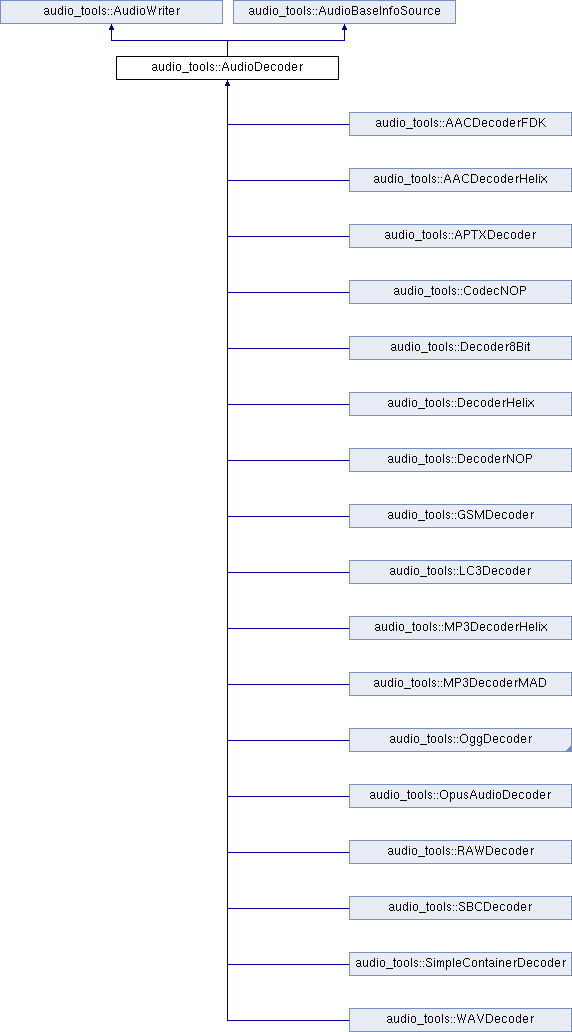 audio_tools::AudioWriter
audio_tools::AudioBaseInfoSource
audio_tools::AudioDecoder
audio_tools::AACDecoderFDK
audio_tools::AACDecoderHelix
audio_tools::APTXDecoder
audio_tools::CodecNOP
audio_tools::Decoder8Bit
audio_tools::DecoderHelix
audio_tools::DecoderNOP
audio_tools::GSMDecoder
audio_tools::LC3Decoder
audio_tools::MP3DecoderHelix
audio_tools::MP3DecoderMAD
audio_tools::OggDecoder
audio_tools::OpusAudioDecoder
audio_tools::RAWDecoder
audio_tools::SBCDecoder
audio_tools::SimpleContainerDecoder
audio_tools::WAVDecoder